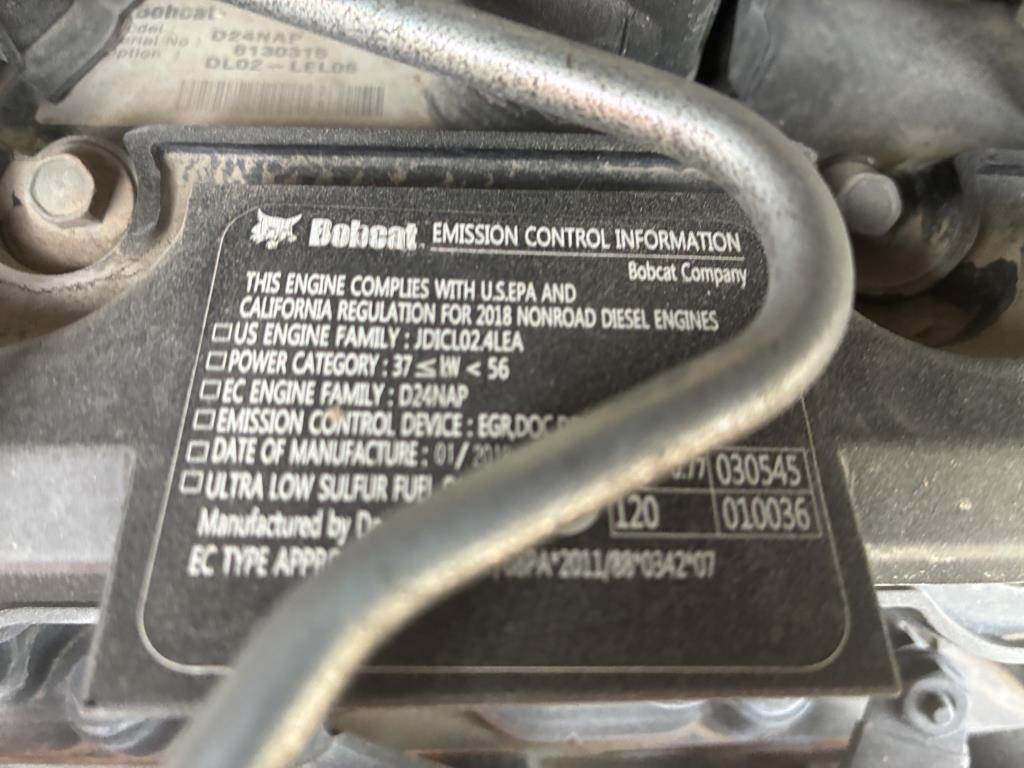 Bobcat
D24NAP
DL02-LEL06
Bobcat EMISSION CONTROL INFORMATION
Bobcat Company
THIS ENGINE COMPLIES WITH U.S.EPA AND
CALIFORNIA REGULATION FOR 2018 NONROAD DIESEL ENGINES
□ US ENGINE FAMILY : JDICL02.4LEA
□ POWER CATEGORY : 37 ≤ kW < 56
□ EC ENGINE FAMILY : D24NAP
□ EMISSION CONTROL DEVICE : EGR,DOC
□ DATE OF MANUFACTURE : 01/
0.77 030545
□ ULTRA LOW SULFUR FUEL
120 010036
Manufactured by
EC TYPE *2011/88*0342*07